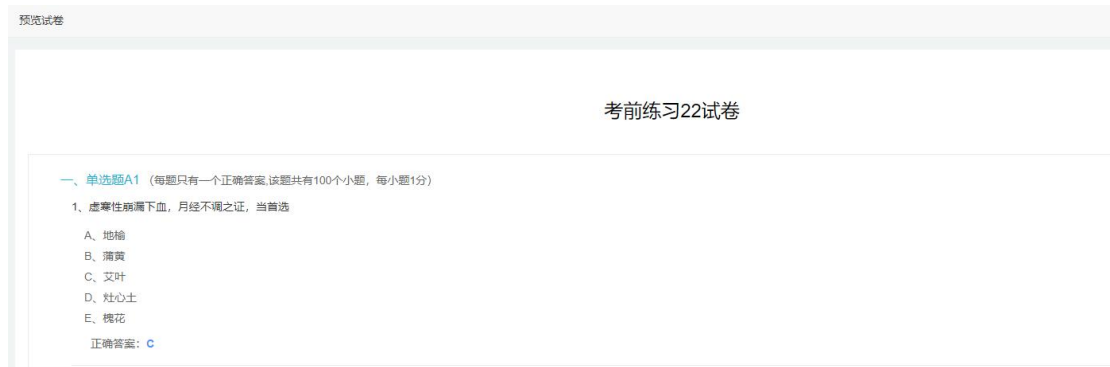 预览试卷
考前练习22试卷
一、单选题A1 （每题只有一个正确答案,该题共有100个小题，每小题1分）
1、虚寒性崩漏下血，月经不调之证，当首选
A、地榆
B、蒲黄
C、艾叶
D、灶心土
E、槐花
正确答案：C